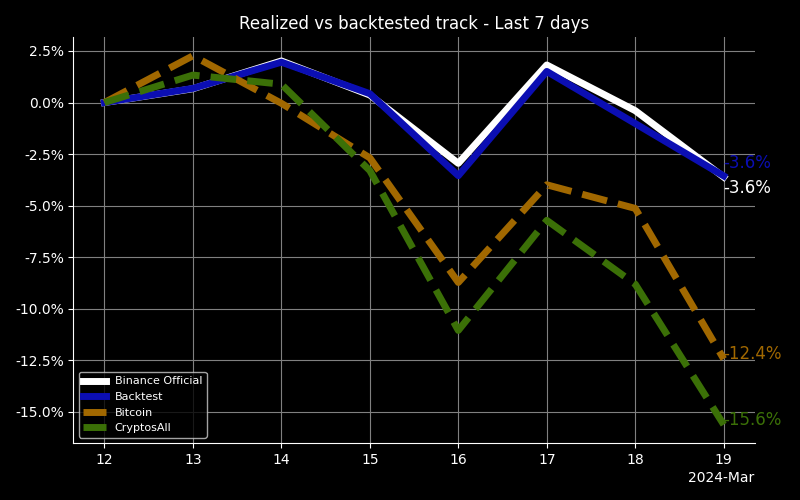 Realized vs backtested track - Last 7 days
2.5%
0.0%
-2.5%
-5.0%
-7.5%
-10.0%
-12.5%
-15.0%
-3.6%
-3.6%
-12.4%
-15.6%
Binance Official
Backtest
Bitcoin
CryptosAll
12 13 14 15 16 17 18 19
2024-Mar